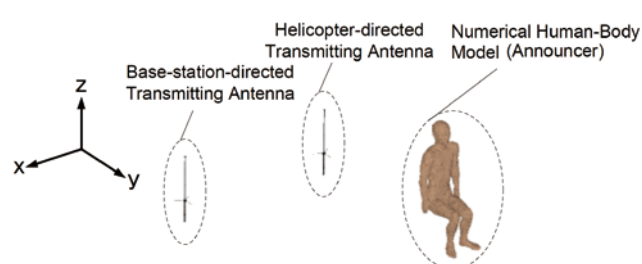 Helicopter-directed
Transmitting Antenna
Numerical Human-Body
Model (Announcer)
Base-station-directed
Transmitting Antenna
z
x
y